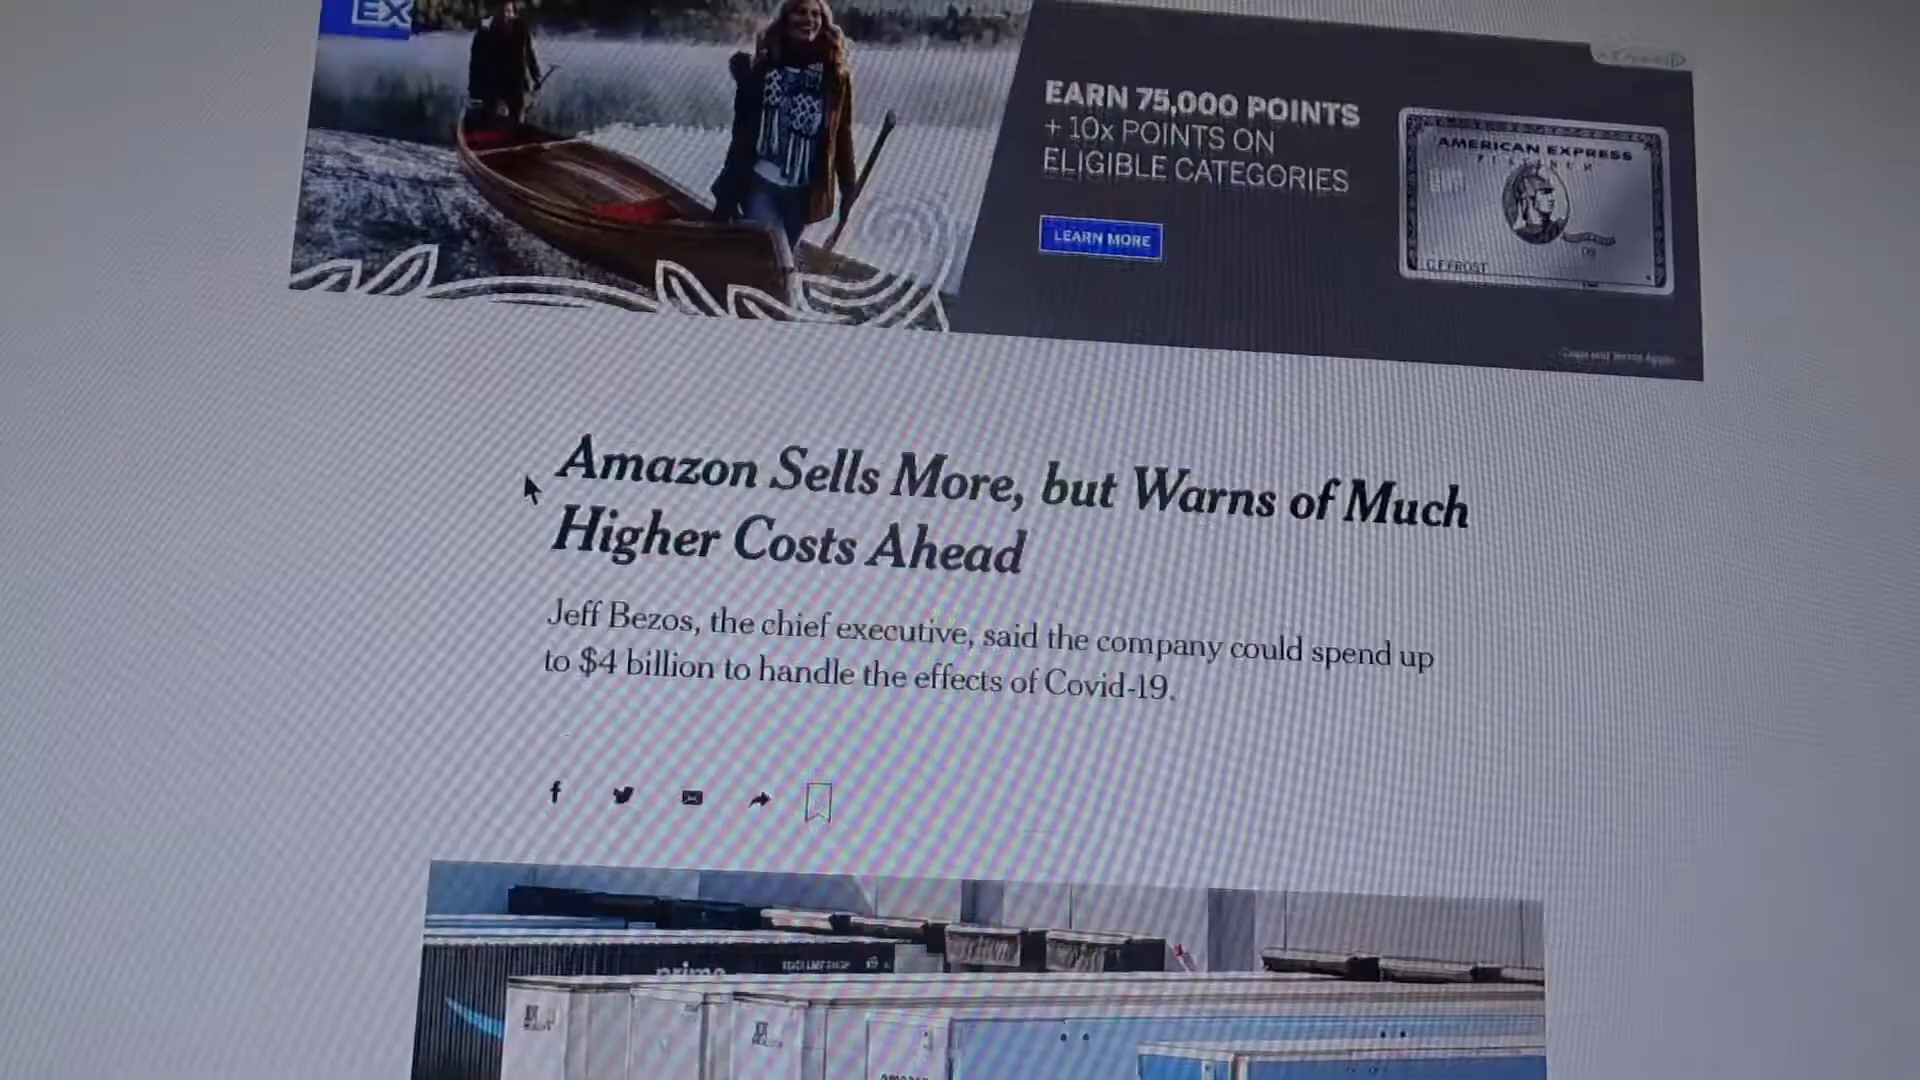 EX
EARN 75,000 POINTS
+ 10x POINTS ON
ELIGIBLE CATEGORIES
LEARN MORE
AMERICAN EXPRESS
PLATINUM
C F FROST
Amazon Sells More, but Warns of Much
Higher Costs Ahead
Jeff Bezos, the chief executive, said the company could spend up
to $4 billion to handle the effects of Covid-19.
prime